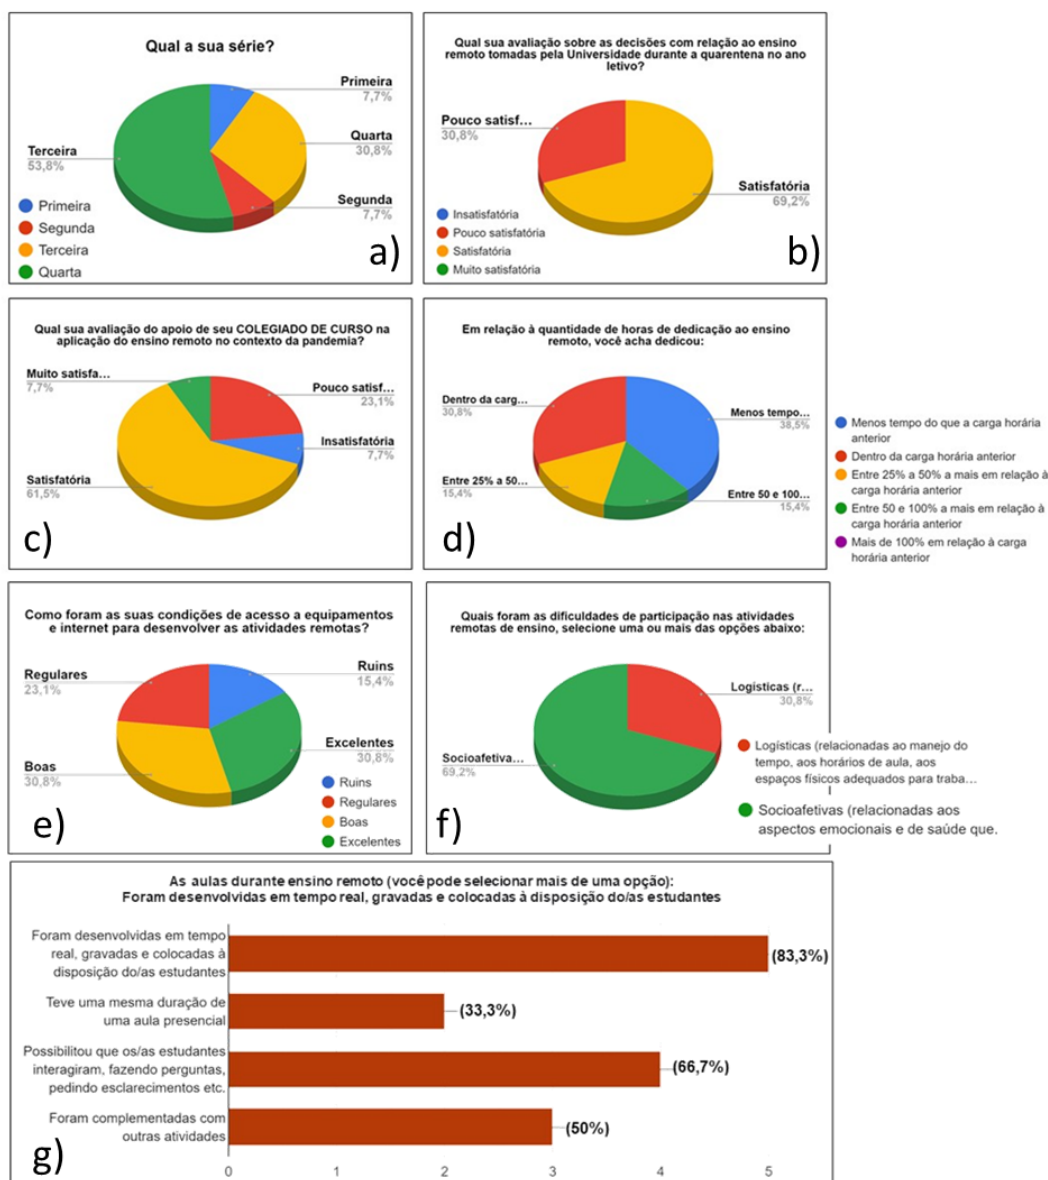 Qual a sua série?
Primeira
7,7%
Quarta
30,8%
Terceira
53,8%
Segunda
7,7%
Primeira
Segunda
Terceira
Quarta
a)
Qual sua avaliação sobre as decisões com relação ao ensino
remoto tomadas pela Universidade durante a quarentena no ano
letivo?
Pouco satisf...
30,8%
Satisfatória
69,2%
Insatisfatória
Pouco satisfatória
Satisfatória
Muito satisfatória
b)
Qual sua avaliação do apoio de seu COLEGIADO DE CURSO na
aplicação do ensino remoto no contexto da pandemia?
Muito satisfa...
7,7%
Pouco satisf...
23,1%
Insatisfatória
7,7%
Satisfatória
61,5%
c)
Em relação à quantidade de horas de dedicação ao ensino
remoto, você acha dedicou:
Dentro da carg...
30,8%
Menos tempo...
38,5%
Entre 25% a 50...
15,4%
Entre 50 e 100...
15,4%
d)
Menos tempo do que a carga horária
anterior
Dentro da carga horária anterior
Entre 25% a 50% a mais em relação à
carga horária anterior
Entre 50 e 100% a mais em relação à
carga horária anterior
Mais de 100% em relação à carga
horária anterior
Como foram as suas condições de acesso a equipamentos
e internet para desenvolver as atividades remotas?
Regulares
23,1%
Ruins
15,4%
Excelentes
30,8%
Boas
30,8%
Ruins
Regulares
Boas
Excelentes
e)
Quais foram as dificuldades de participação nas atividades
remotas de ensino, selecione uma ou mais das opções abaixo:
Logísticas (r...
30,8%
Socioafetiva...
69,2%
f)
Logísticas (relacionadas ao manejo do
tempo, aos horários de aula, aos
espaços físicos adequados para traba...
Socioafetivas (relacionadas aos
aspectos emocionais e de saúde que.
As aulas durante ensino remoto (você pode selecionar mais de uma opção):
Foram desenvolvidas em tempo real, gravadas e colocadas à disposição do/as estudantes
Foram desenvolvidas em tempo
real, gravadas e colocadas à
disposição do/as estudantes
(83,3%)
Teve uma mesma duração de
uma aula presencial
(33,3%)
Possibilitou que os/as estudantes
interagiram, fazendo perguntas,
pedindo esclarecimentos etc.
(66,7%)
Foram complementadas com
outras atividades
(50%)
g)
0 1 2 3 4 5